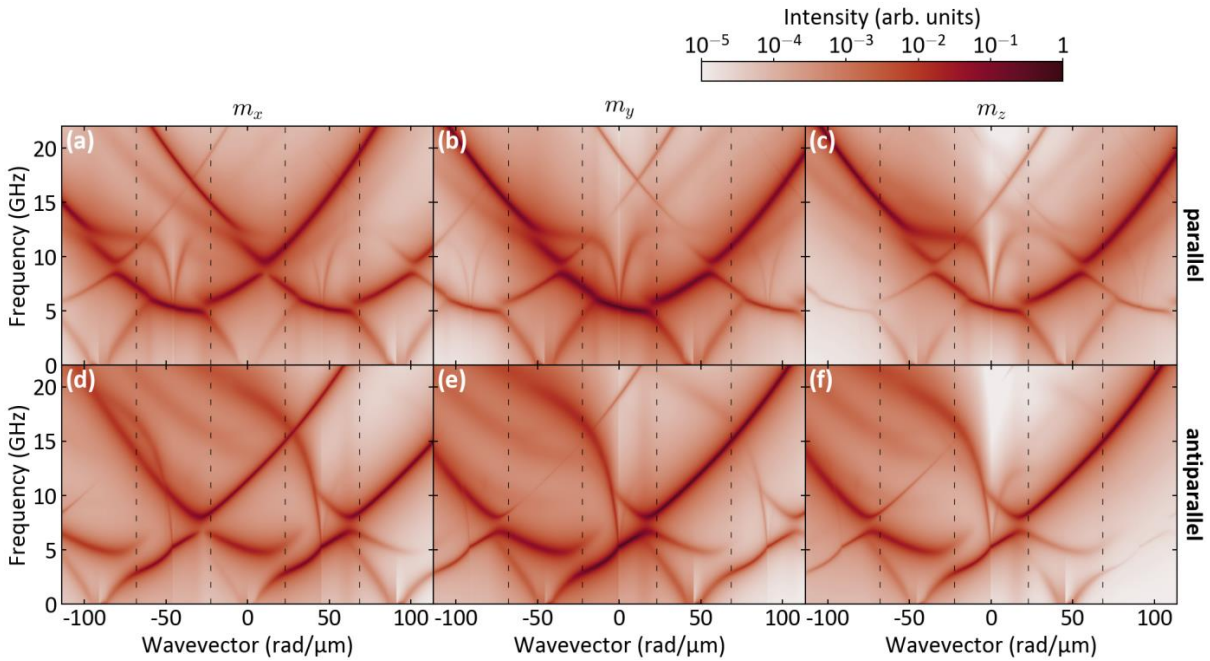 Intensity (arb. units)
10⁻⁵ 10⁻⁴ 10⁻³ 10⁻² 10⁻¹ 1
mₓ m_y m_z
(a) (b) (c)
20
15
10
5
0
Frequency (GHz)
parallel
(d) (e) (f)
20
15
10
5
0
Frequency (GHz)
antiparallel
-100 -50 0 50 100 -100 -50 0 50 100 -100 -50 0 50 100
Wavevector (rad/μm) Wavevector (rad/μm) Wavevector (rad/μm)